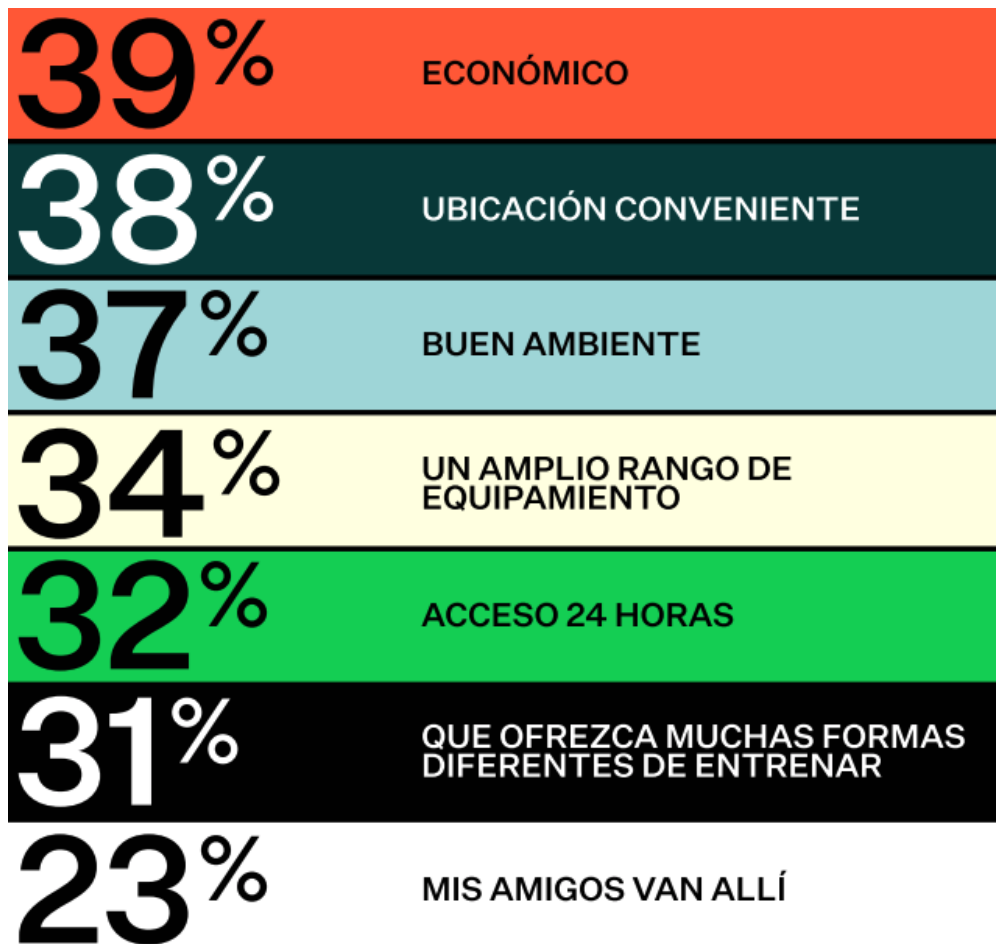 39%
ECONÓMICO
38%
UBICACIÓN CONVENIENTE
37%
BUEN AMBIENTE
34%
UN AMPLIO RANGO DE
EQUIPAMIENTO
32%
ACCESO 24 HORAS
31%
QUE OFREZCA MUCHAS FORMAS
DIFERENTES DE ENTRENAR
23%
MIS AMIGOS VAN ALLÍ